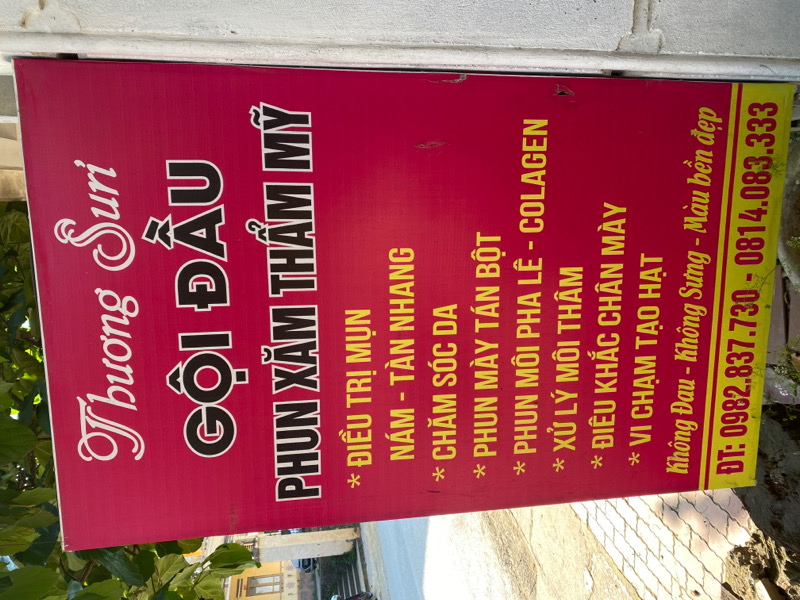 Thương Suri
GỘI ĐẦU
PHUN XĂM THẨM MỸ
* ĐIỀU TRỊ MỤN
NÁM - TÀN NHANG
* CHĂM SÓC DA
* PHUN MÀY TÁN BỘT
* PHUN MÔI PHA LÊ - COLAGEN
* XỬ LÝ MÔI THÂM
* ĐIÊU KHẮC CHÂN MÀY
* VI CHẠM TẠO HẠT
Không Đau - Không Sưng - Màu bền đẹp
ĐT: 0982.837.730 - 0814.083.333